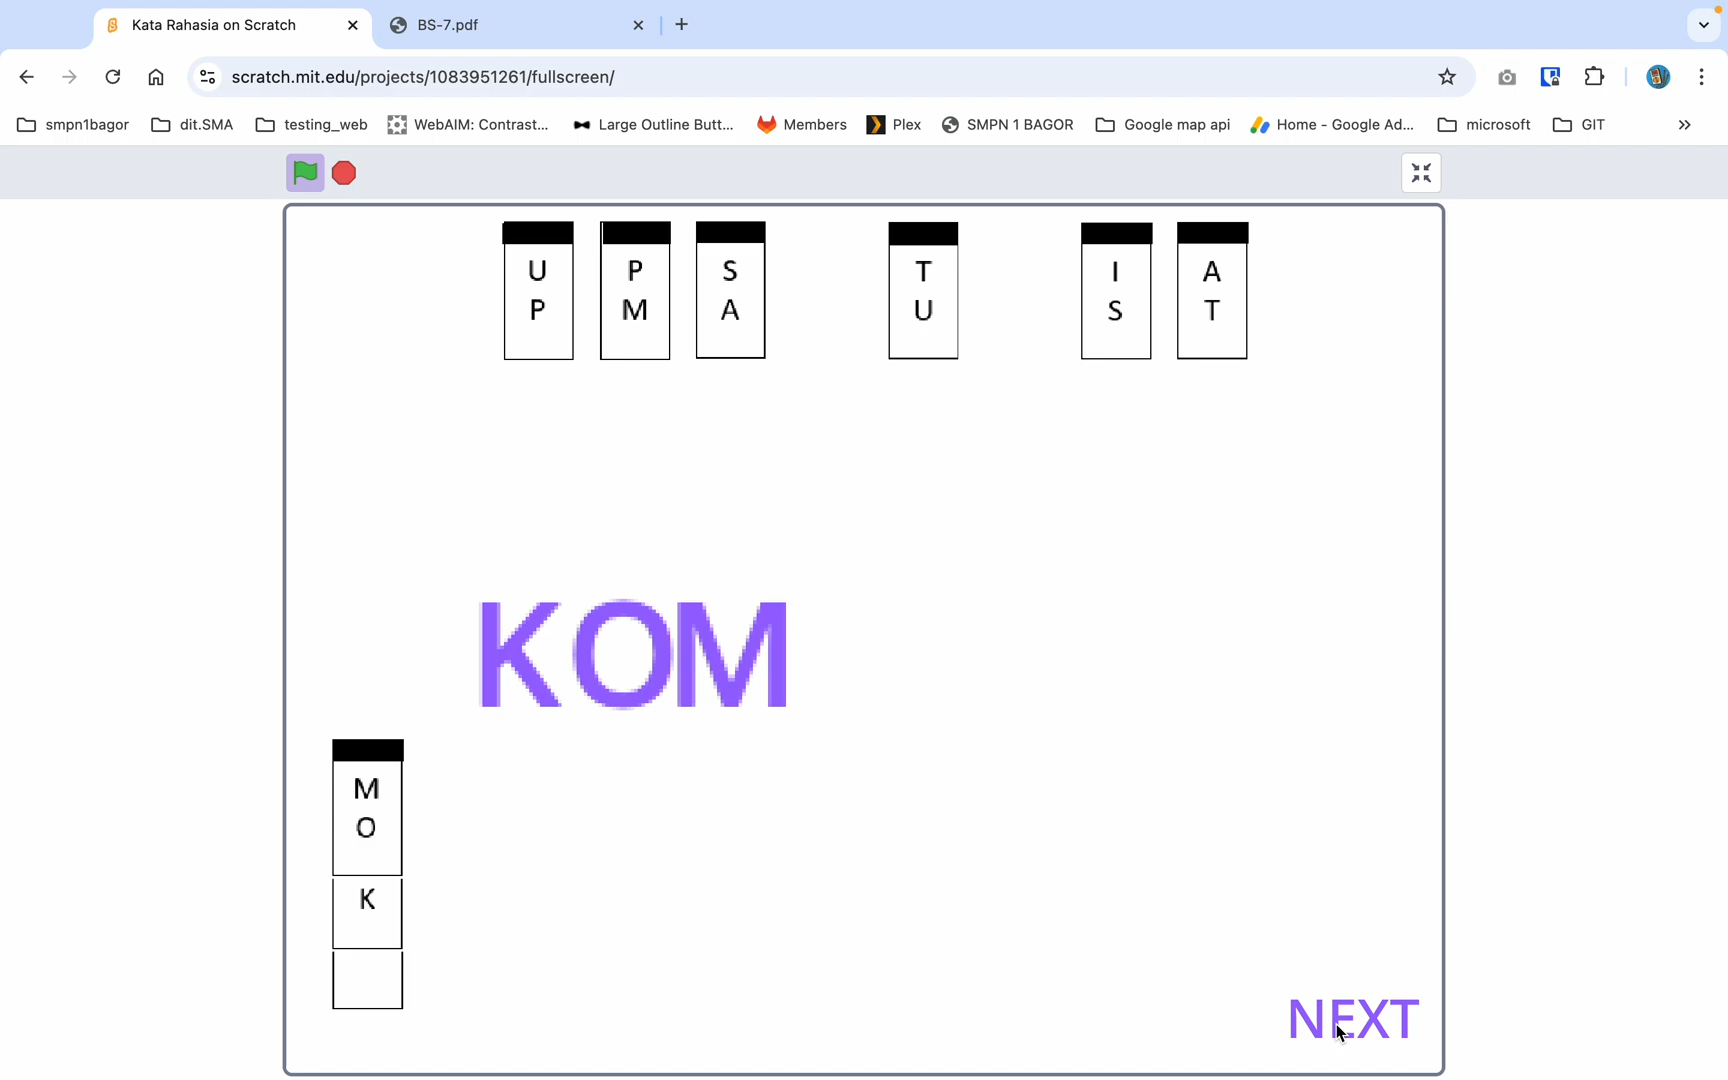 Kata Rahasia on Scratch
BS-7.pdf
scratch.mit.edu/projects/1083951261/fullscreen/
smpn1bagor
dit.SMA
testing_web
WebAIM: Contrast...
Large Outline Butt...
Members
Plex
SMPN 1 BAGOR
Google map api
Home - Google Ad...
microsoft
GIT
U P S T I A
P M A U S T
KOM
M
O
K
NEXT